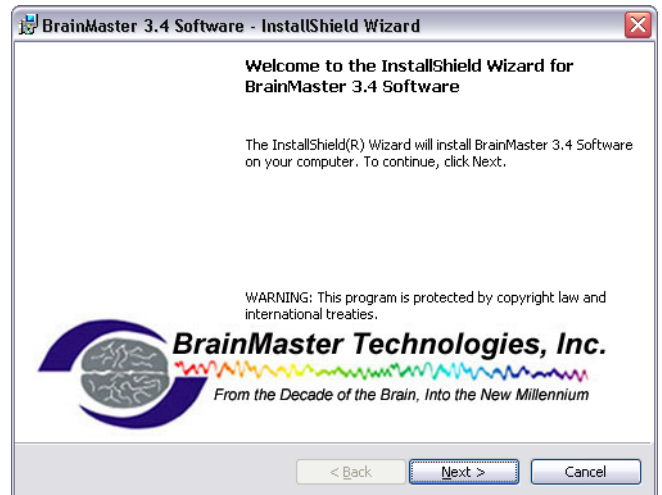 BrainMaster 3.4 Software - InstallShield Wizard
Welcome to the InstallShield Wizard for
BrainMaster 3.4 Software
The InstallShield(R) Wizard will install BrainMaster 3.4 Software
on your computer. To continue, click Next.
WARNING: This program is protected by copyright law and
international treaties.
BrainMaster Technologies, Inc.
From the Decade of the Brain, Into the New Millennium
< Back Next > Cancel